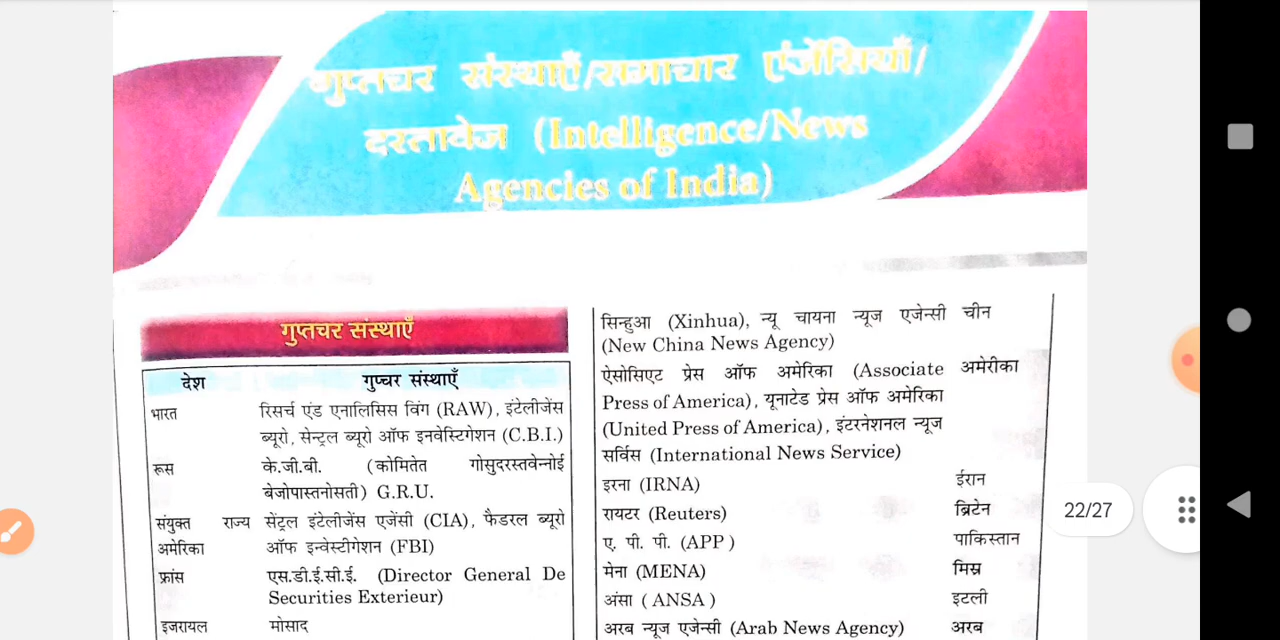 गुप्तचर संस्थाएँ/समाचार एंजेंसियाँ/
दस्तावेज (Intelligence/News
Agencies of India)
गुप्तचर संस्थाएँ
देश गुप्चर संस्थाएँ
भारत रिसर्च एंड एनालिसिस विंग (RAW), इंटेलीजेंस
ब्यूरो, सेन्ट्रल ब्यूरो ऑफ इनवेस्टिगेशन (C.B.I.)
रूस के.जी.बी. (कोमितेत गोसुदरस्तवेन्नोई
बेजोपास्तनोसती) G.R.U.
संयुक्त राज्य सेंट्रल इंटेलीजेंस एजेंसी (CIA), फैडरल ब्यूरो
अमेरिका ऑफ इन्वेस्टीगेशन (FBI)
फ्रांस एस.डी.ई.सी.ई. (Director General De
Securities Exterieur)
इजरायल मोसाद
सिन्हुआ (Xinhua), न्यू चायना न्यूज एजेन्सी चीन
(New China News Agency)
ऐसोसिएट प्रेस ऑफ अमेरिका (Associate अमेरीका
Press of America), यूनाटेड प्रेस ऑफ अमेरिका
(United Press of America), इंटरनेशनल न्यूज
सर्विस (International News Service)
इरना (IRNA) ईरान
रायटर (Reuters) ब्रिटेन
ए. पी. पी. (APP) पाकिस्तान
मेना (MENA) मिस्र
अंसा (ANSA) इटली
अरब न्यूज एजेन्सी (Arab News Agency) अरब
22/27